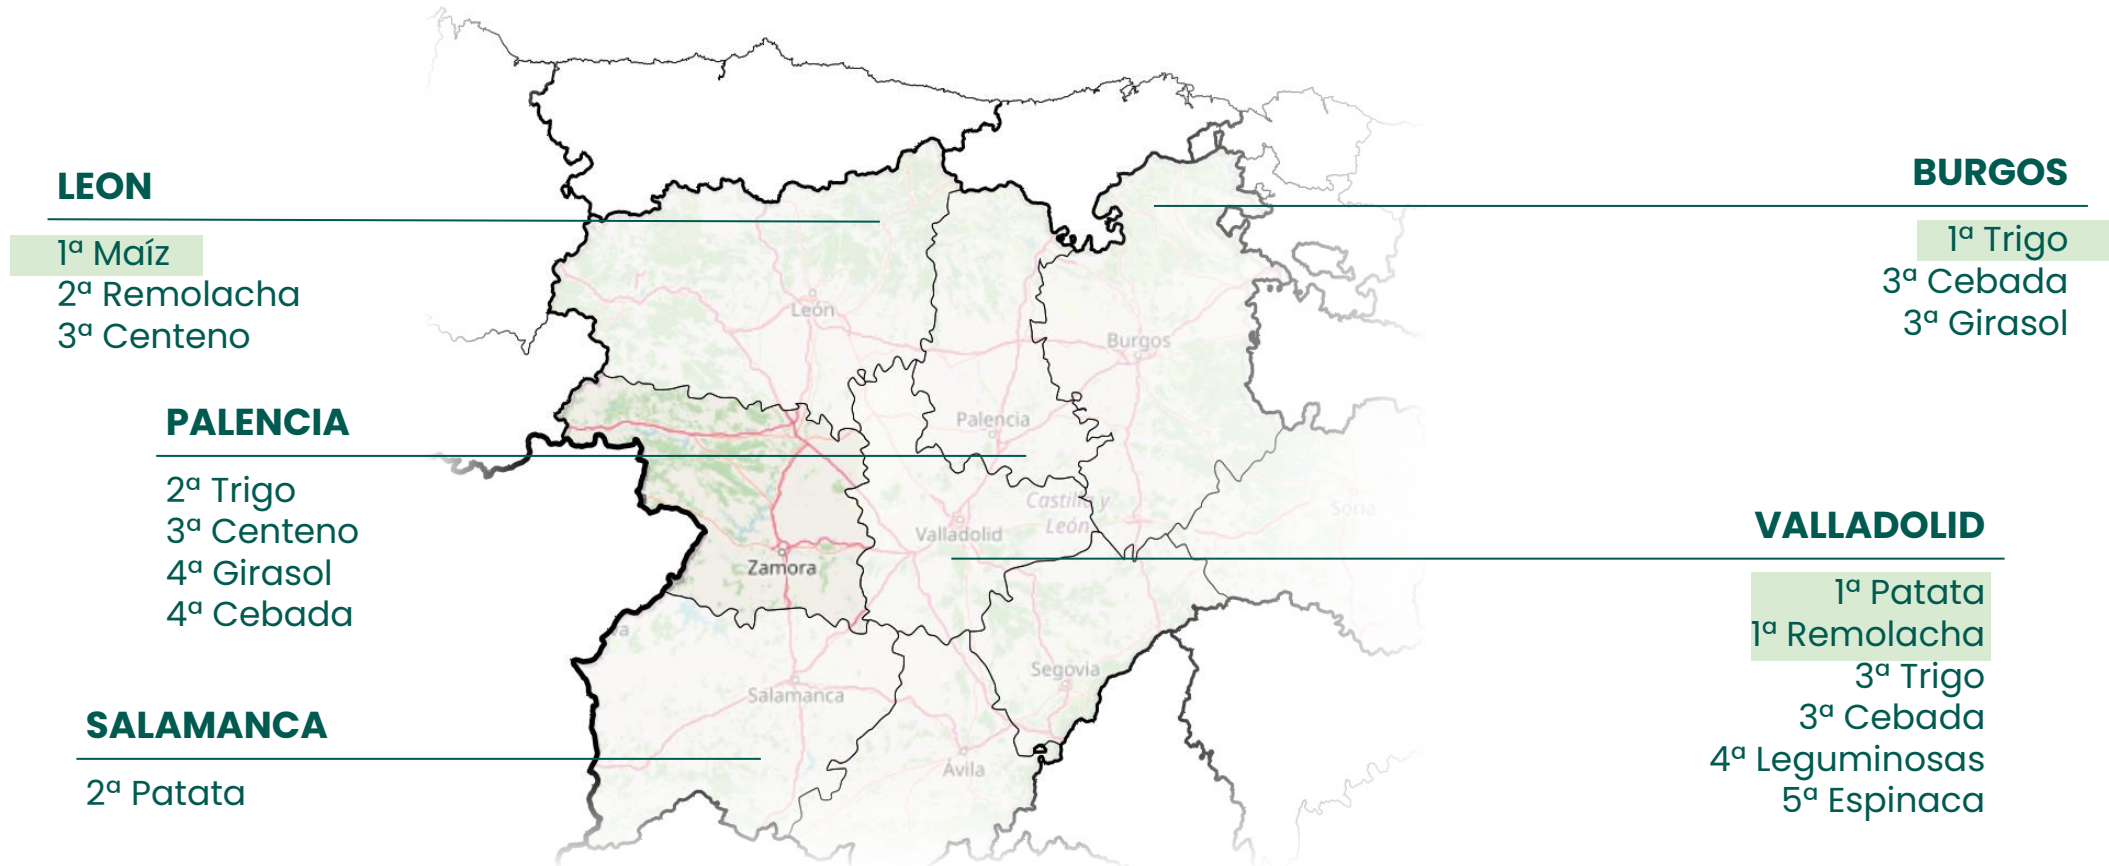 LEON
1ª Maíz
2ª Remolacha
3ª Centeno
PALENCIA
2ª Trigo
3ª Centeno
4ª Girasol
4ª Cebada
SALAMANCA
2ª Patata
León
Burgos
Palencia
Castilla y
León
Valladolid
Soria
Zamora
Segovia
Salamanca
Ávila
BURGOS
1ª Trigo
3ª Cebada
3ª Girasol
VALLADOLID
1ª Patata
1ª Remolacha
3ª Trigo
3ª Cebada
4ª Leguminosas
5ª Espinaca